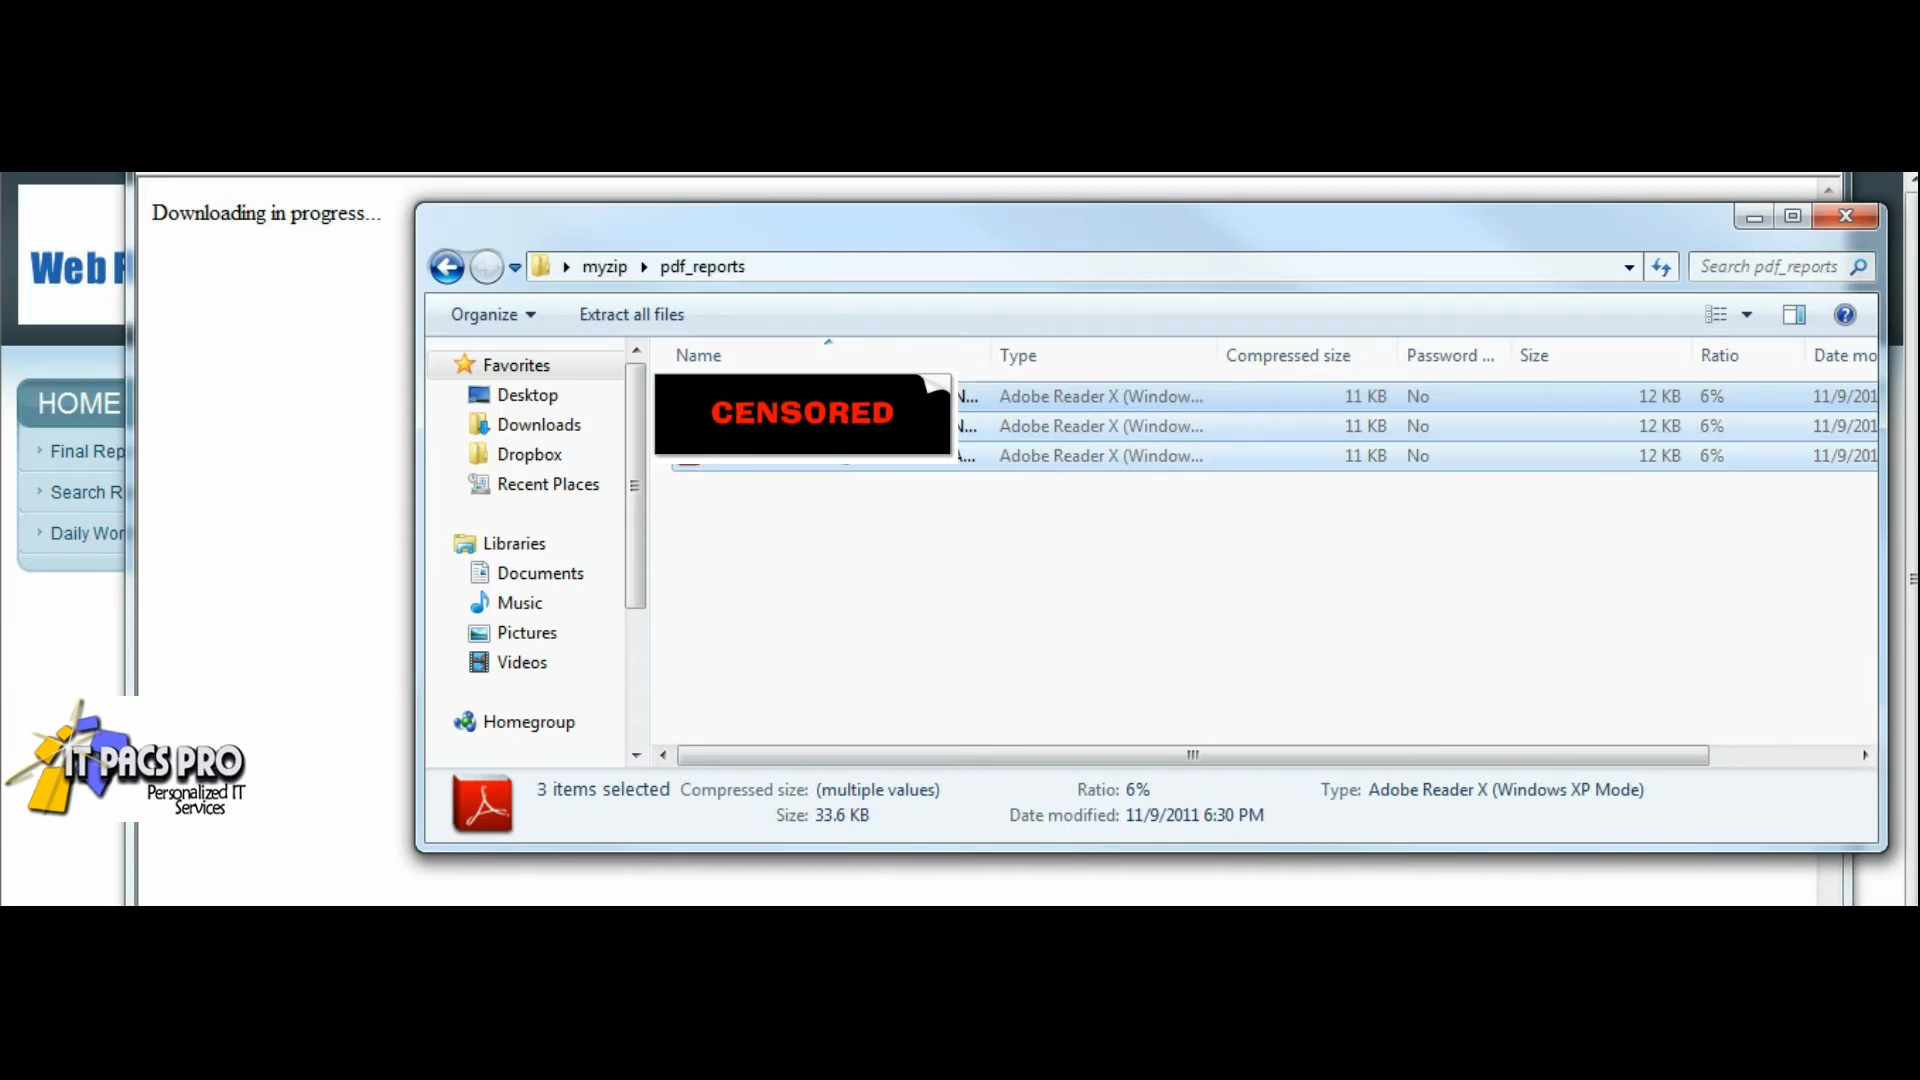 Downloading in progress...
Web
HOME
Final Rep
Search R
Daily Wor
IT PACS PRO
Personalized IT
Services
myzip
pdf_reports
Search pdf_reports
Organize
Extract all files
Name
Type
Compressed size
Password ...
Size
Ratio
Date mo
CENSORED
N... Adobe Reader X (Window... 11 KB No 12 KB 6% 11/9/201
N... Adobe Reader X (Window... 11 KB No 12 KB 6% 11/9/201
A... Adobe Reader X (Window... 11 KB No 12 KB 6% 11/9/201
Favorites
Desktop
Downloads
Dropbox
Recent Places
Libraries
Documents
Music
Pictures
Videos
Homegroup
3 items selected Compressed size: (multiple values) Ratio: 6% Type: Adobe Reader X (Windows XP Mode)
Size: 33.6 KB Date modified: 11/9/2011 6:30 PM